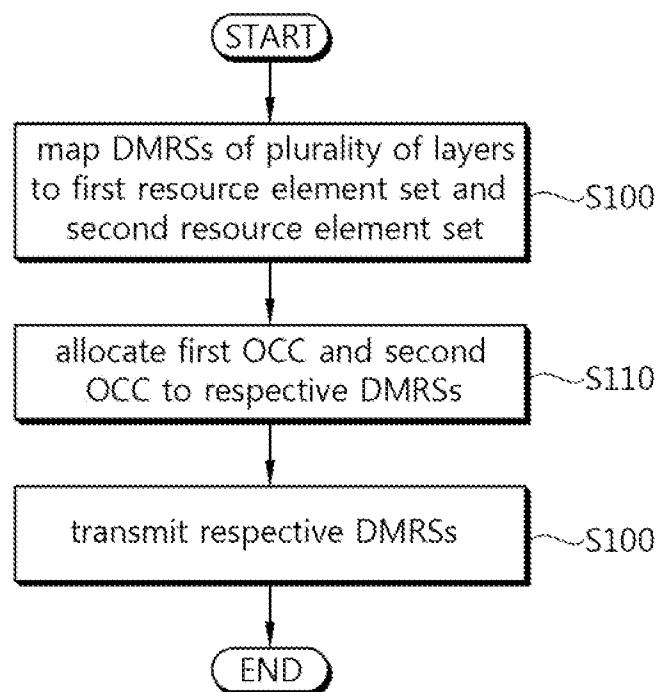 START
map DMRSs of plurality of layers
to first resource element set and
second resource element set
S100
allocate first OCC and second
OCC to respective DMRSs
S110
transmit respective DMRSs
S100
END